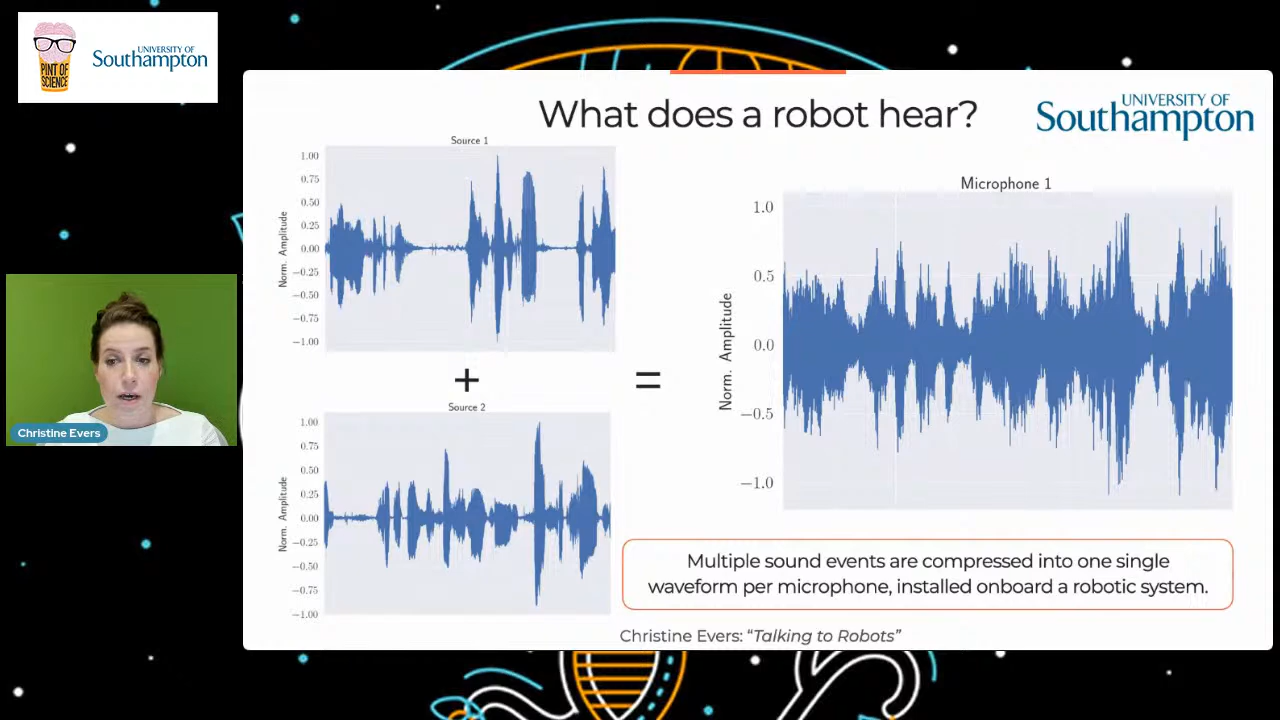 PINT OF
SCIENCE
UNIVERSITY OF
Southampton
What does a robot hear?
UNIVERSITY OF
Southampton
Source 1
1.00
0.75
0.50
0.25
0.00
−0.25
−0.50
−0.75
−1.00
Norm. Amplitude
+
=
Source 2
1.00
0.75
0.50
0.25
0.00
−0.25
−0.50
−0.75
−1.00
Norm. Amplitude
Microphone 1
1.0
0.5
0.0
−0.5
−1.0
Norm. Amplitude
Christine Evers
Multiple sound events are compressed into one single
waveform per microphone, installed onboard a robotic system.
Christine Evers: “Talking to Robots”